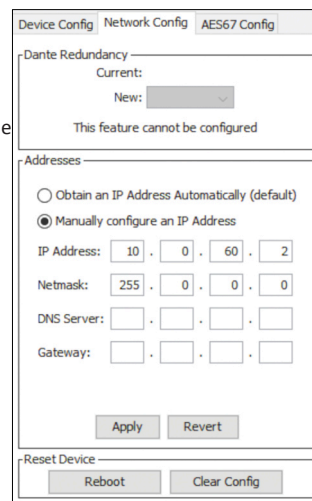 Device Config Network Config AES67 Config
Dante Redundancy
Current:
New:
e
This feature cannot be configured
Addresses
Obtain an IP Address Automatically (default)
Manually configure an IP Address
IP Address: 10 . 0 . 60 . 2
Netmask: 255 . 0 . 0 . 0
DNS Server: . . .
Gateway: . . .
Apply Revert
Reset Device
Reboot Clear Config